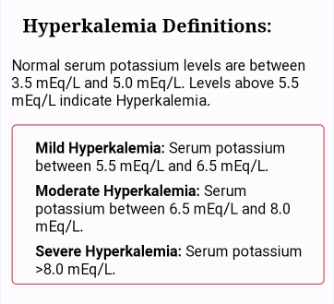 Hyperkalemia Definitions:
Normal serum potassium levels are between
3.5 mEq/L and 5.0 mEq/L. Levels above 5.5
mEq/L indicate Hyperkalemia.
Mild Hyperkalemia: Serum potassium
between 5.5 mEq/L and 6.5 mEq/L.
Moderate Hyperkalemia: Serum
potassium between 6.5 mEq/L and 8.0
mEq/L.
Severe Hyperkalemia: Serum potassium
>8.0 mEq/L.